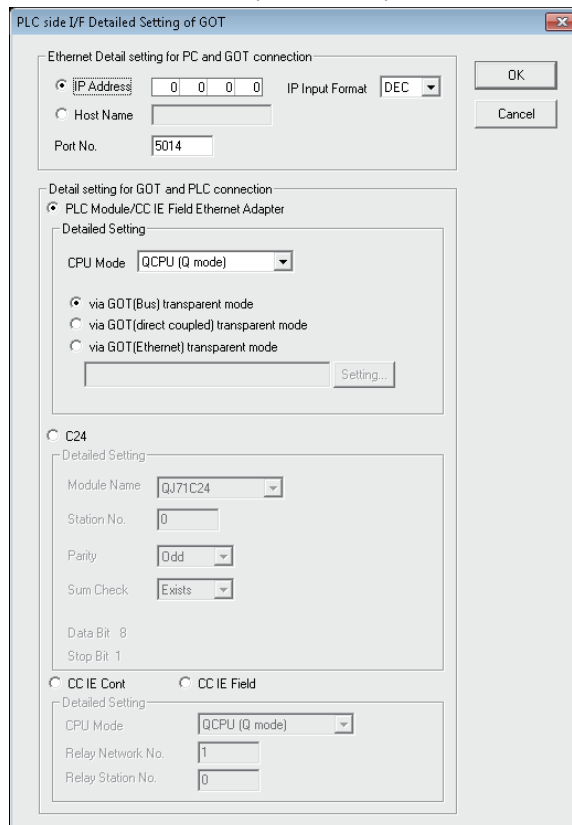 PLC side I/F Detailed Setting of GOT
Ethernet Detail setting for PC and GOT connection
IP Address 0 0 0 0 IP Input Format DEC
Host Name
Port No. 5014
OK
Cancel
Detail setting for GOT and PLC connection
PLC Module/CC IE Field Ethernet Adapter
Detailed Setting
CPU Mode QCPU (Q mode)
via GOT(Bus) transparent mode
via GOT(direct coupled) transparent mode
via GOT(Ethernet) transparent mode
Setting...
C24
Detailed Setting
Module Name QJ71C24
Station No. 0
Parity Odd
Sum Check Exists
Data Bit 8
Stop Bit 1
CC IE Cont CC IE Field
Detailed Setting
CPU Mode QCPU (Q mode)
Relay Network No. 1
Relay Station No. 0